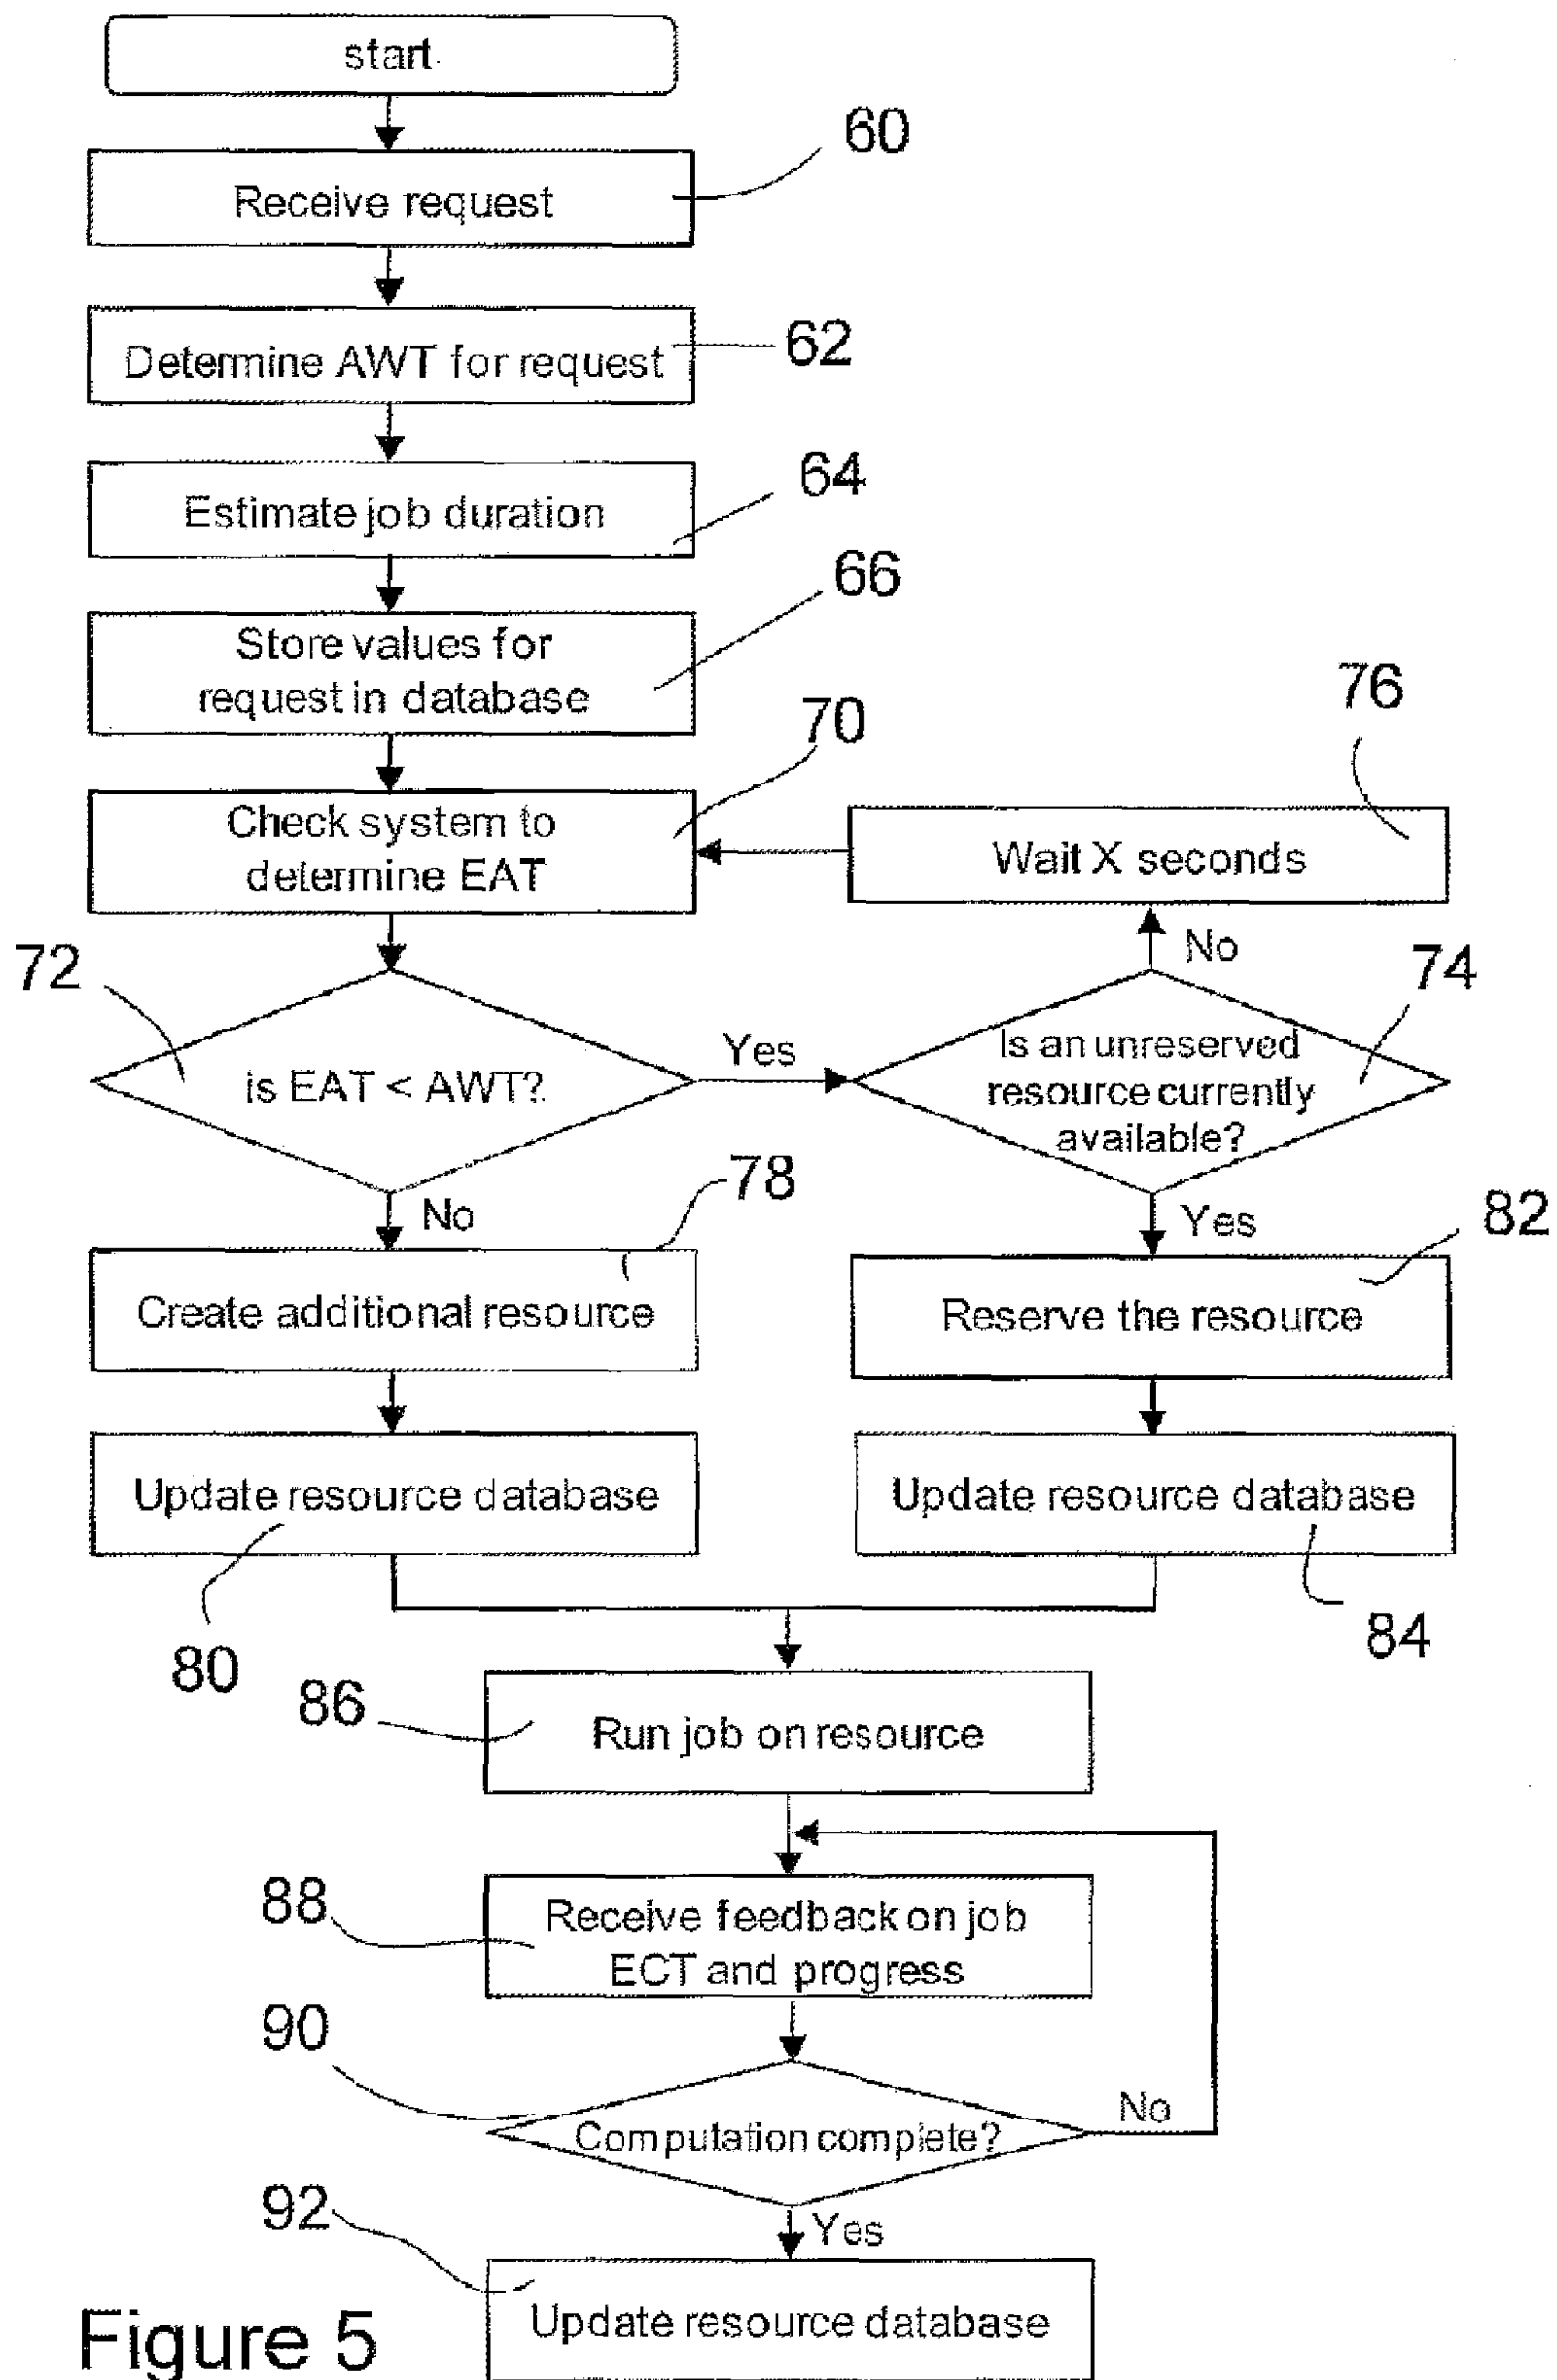 start
60
Receive request
62
Determine AWT for request
64
Estimate job duration
66
Store values for
request in database
70
Check system to
determine EAT
76
Wait X seconds
No
72
is EAT < AWT?
Yes
74
Is an unreserved
resource currently
available?
No
78
Create additional resource
Yes
82
Reserve the resource
Update resource database
80
Update resource database
84
86
Run job on resource
88
Receive feedback on job
ECT and progress
90
Computation complete?
No
Yes
92
Update resource database
Figure 5